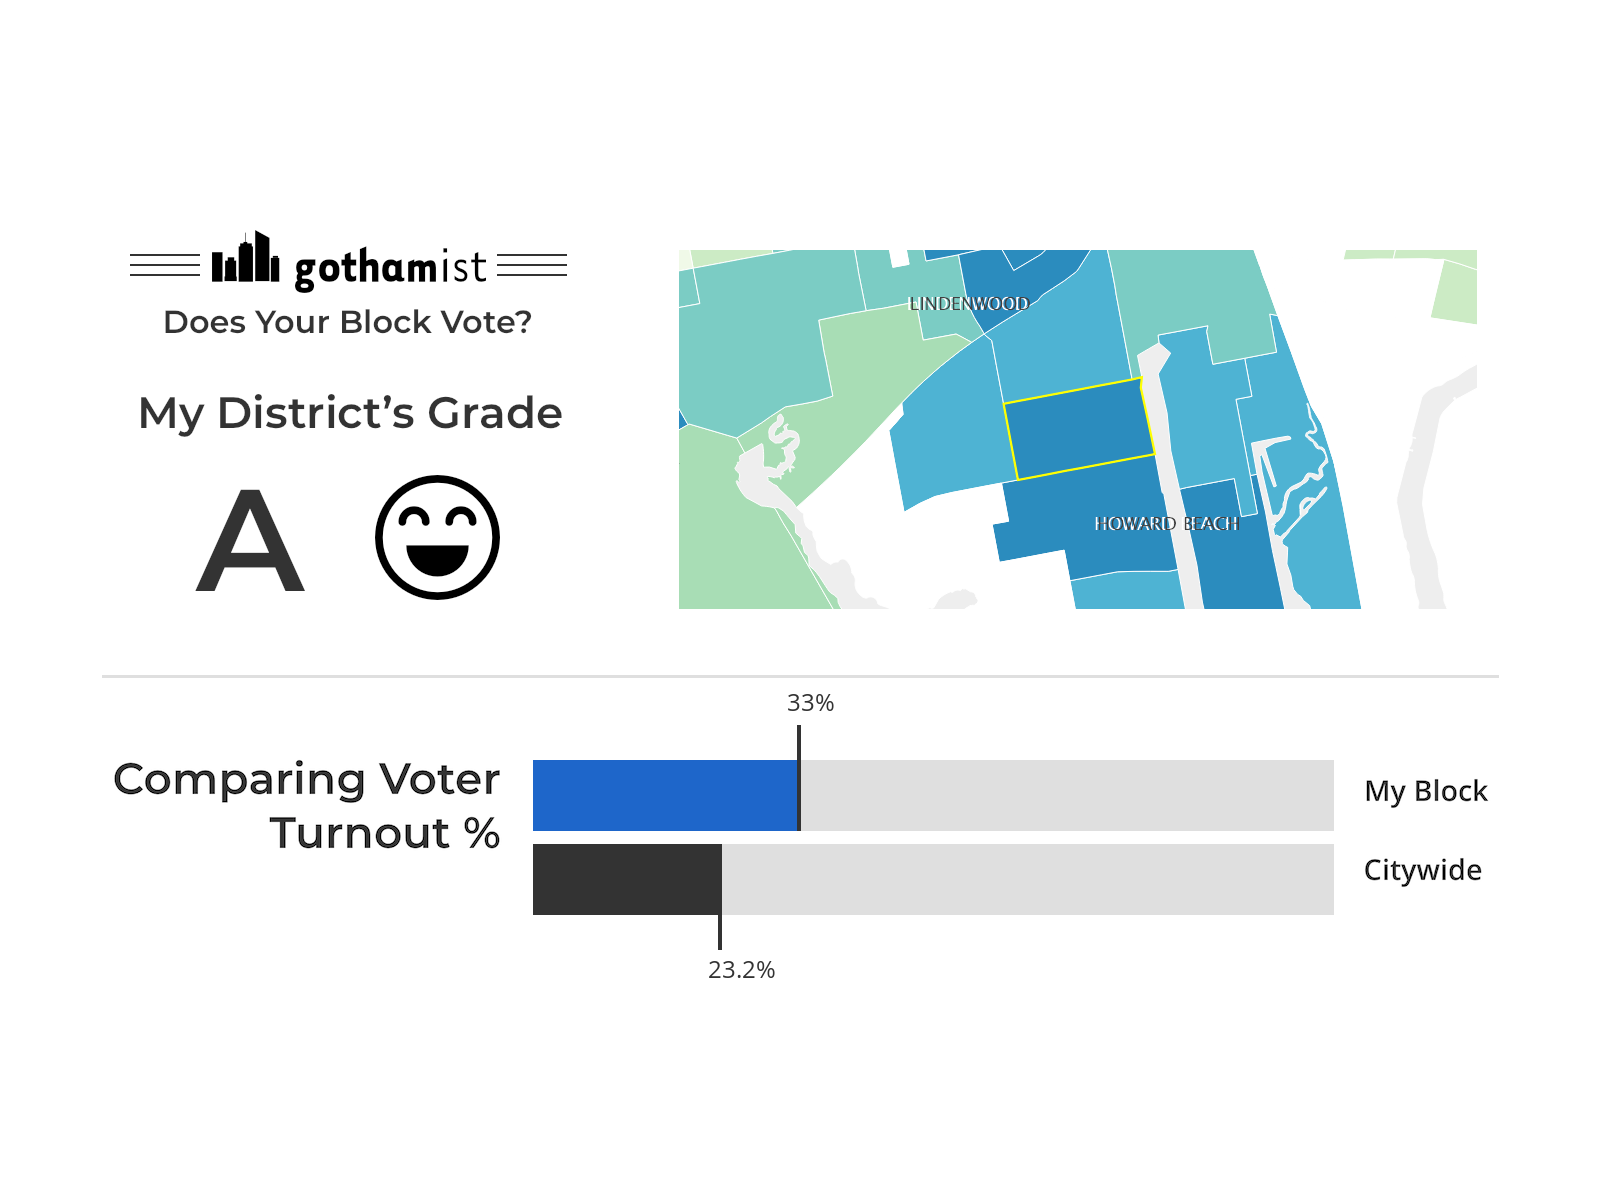 gothamist
Does Your Block Vote?
My District’s Grade
A
LINDENWOOD
HOWARD BEACH
33%
Comparing Voter
Turnout %
My Block
Citywide
23.2%